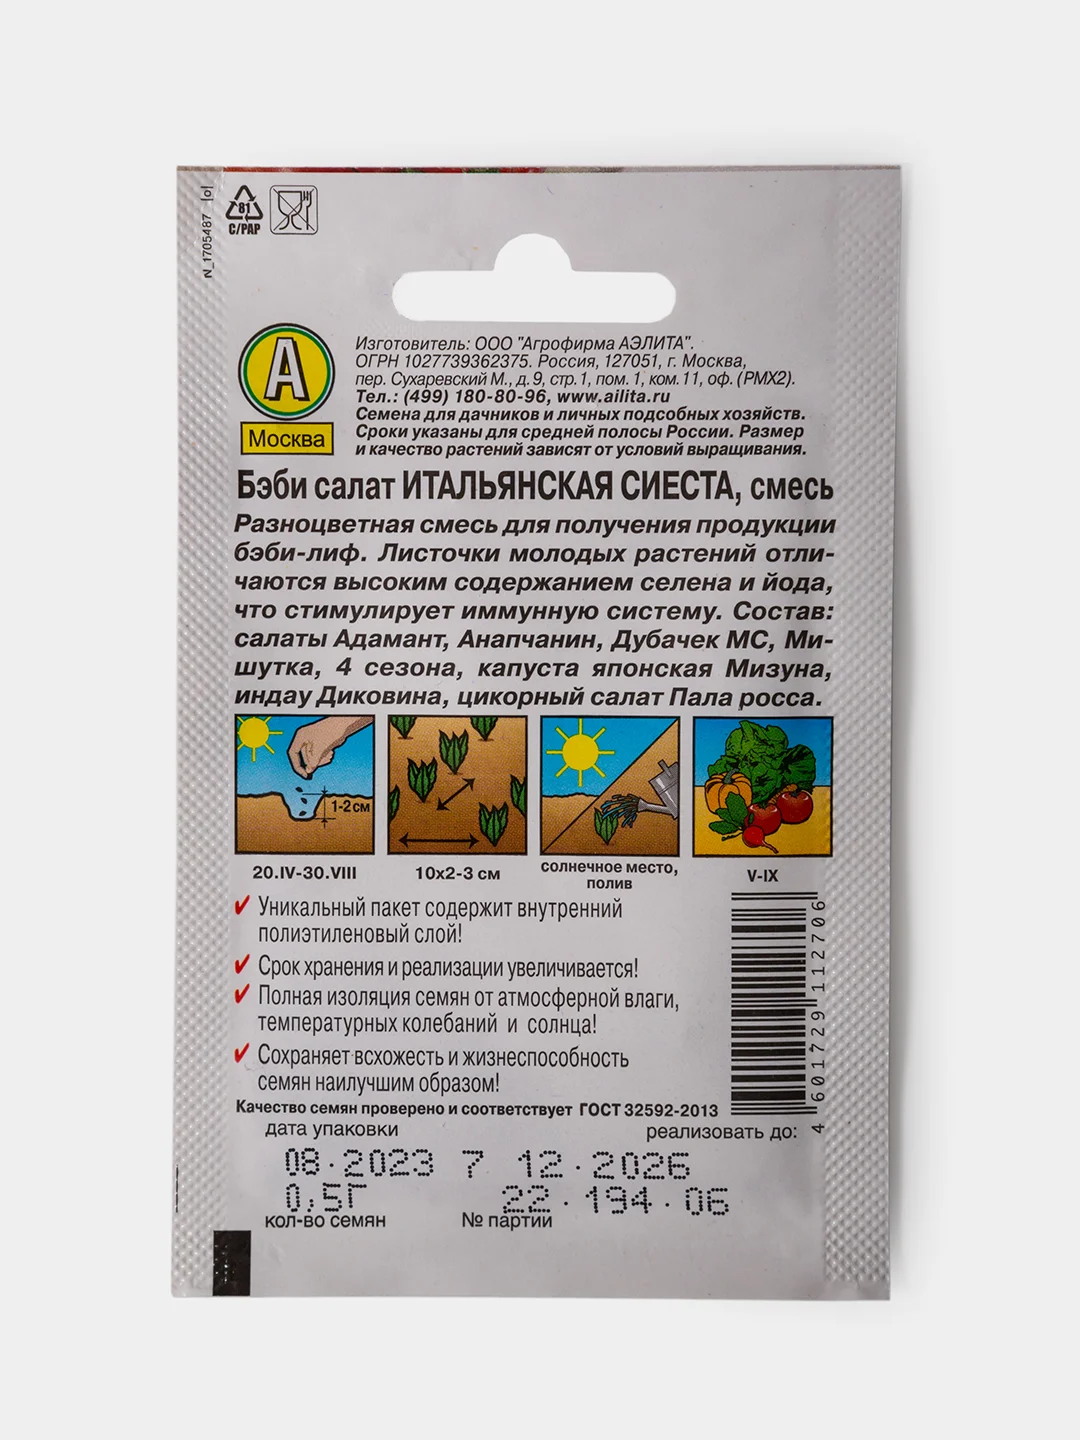 N_1705487
81
C/PAP
А
Москва
Изготовитель: ООО "Агрофирма АЭЛИТА".
ОГРН 1027739362375. Россия, 127051, г. Москва,
пер. Сухаревский М., д. 9, стр. 1, пом. 1, ком. 11, оф. (РМХ2).
Тел.: (499) 180-80-96, www.ailita.ru
Семена для дачников и личных подсобных хозяйств.
Сроки указаны для средней полосы России. Размер
и качество растений зависят от условий выращивания.
Бэби салат ИТАЛЬЯНСКАЯ СИЕСТА, смесь
Разноцветная смесь для получения продукции
бэби-лиф. Листочки молодых растений отли-
чаются высоким содержанием селена и йода,
что стимулирует иммунную систему. Состав:
салаты Адамант, Анапчанин, Дубачек МС, Ми-
шутка, 4 сезона, капуста японская Мизуна,
индау Диковина, цикорный салат Пала росса.
1-2 см
20.IV-30.VIII
10x2-3 см
солнечное место,
полив
V-IX
✓ Уникальный пакет содержит внутренний
полиэтиленовый слой!
✓ Срок хранения и реализации увеличивается!
✓ Полная изоляция семян от атмосферной влаги,
температурных колебаний и солнца!
✓ Сохраняет всхожесть и жизнеспособность
семян наилучшим образом!
4 601729 112706
Качество семян проверено и соответствует ГОСТ 32592-2013
дата упаковки реализовать до:
08.2023 7 12.2026
0,5Г 22.194.06
кол-во семян № партии